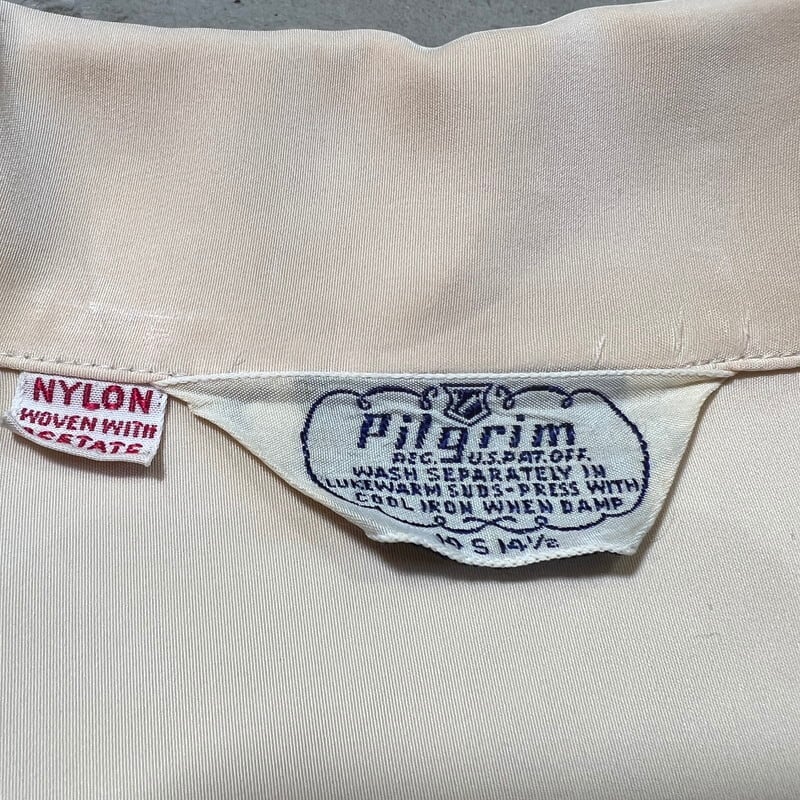 NYLON
WOVEN WITH
ACETATE
Pilgrim
REG. U.S. PAT. OFF.
WASH SEPARATELY IN
LUKEWARM SUDS-PRESS WITH
COOL IRON WHEN DAMP
14 S 14½